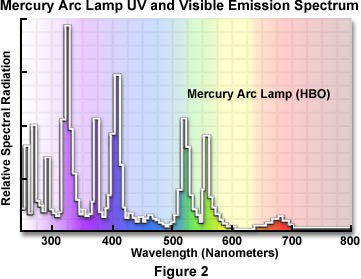 Mercury Arc Lamp UV and Visible Emission Spectrum
Relative Spectral Radiation
Mercury Arc Lamp (HBO)
300 400 500 600 700 800
Wavelength (Nanometers)
Figure 2